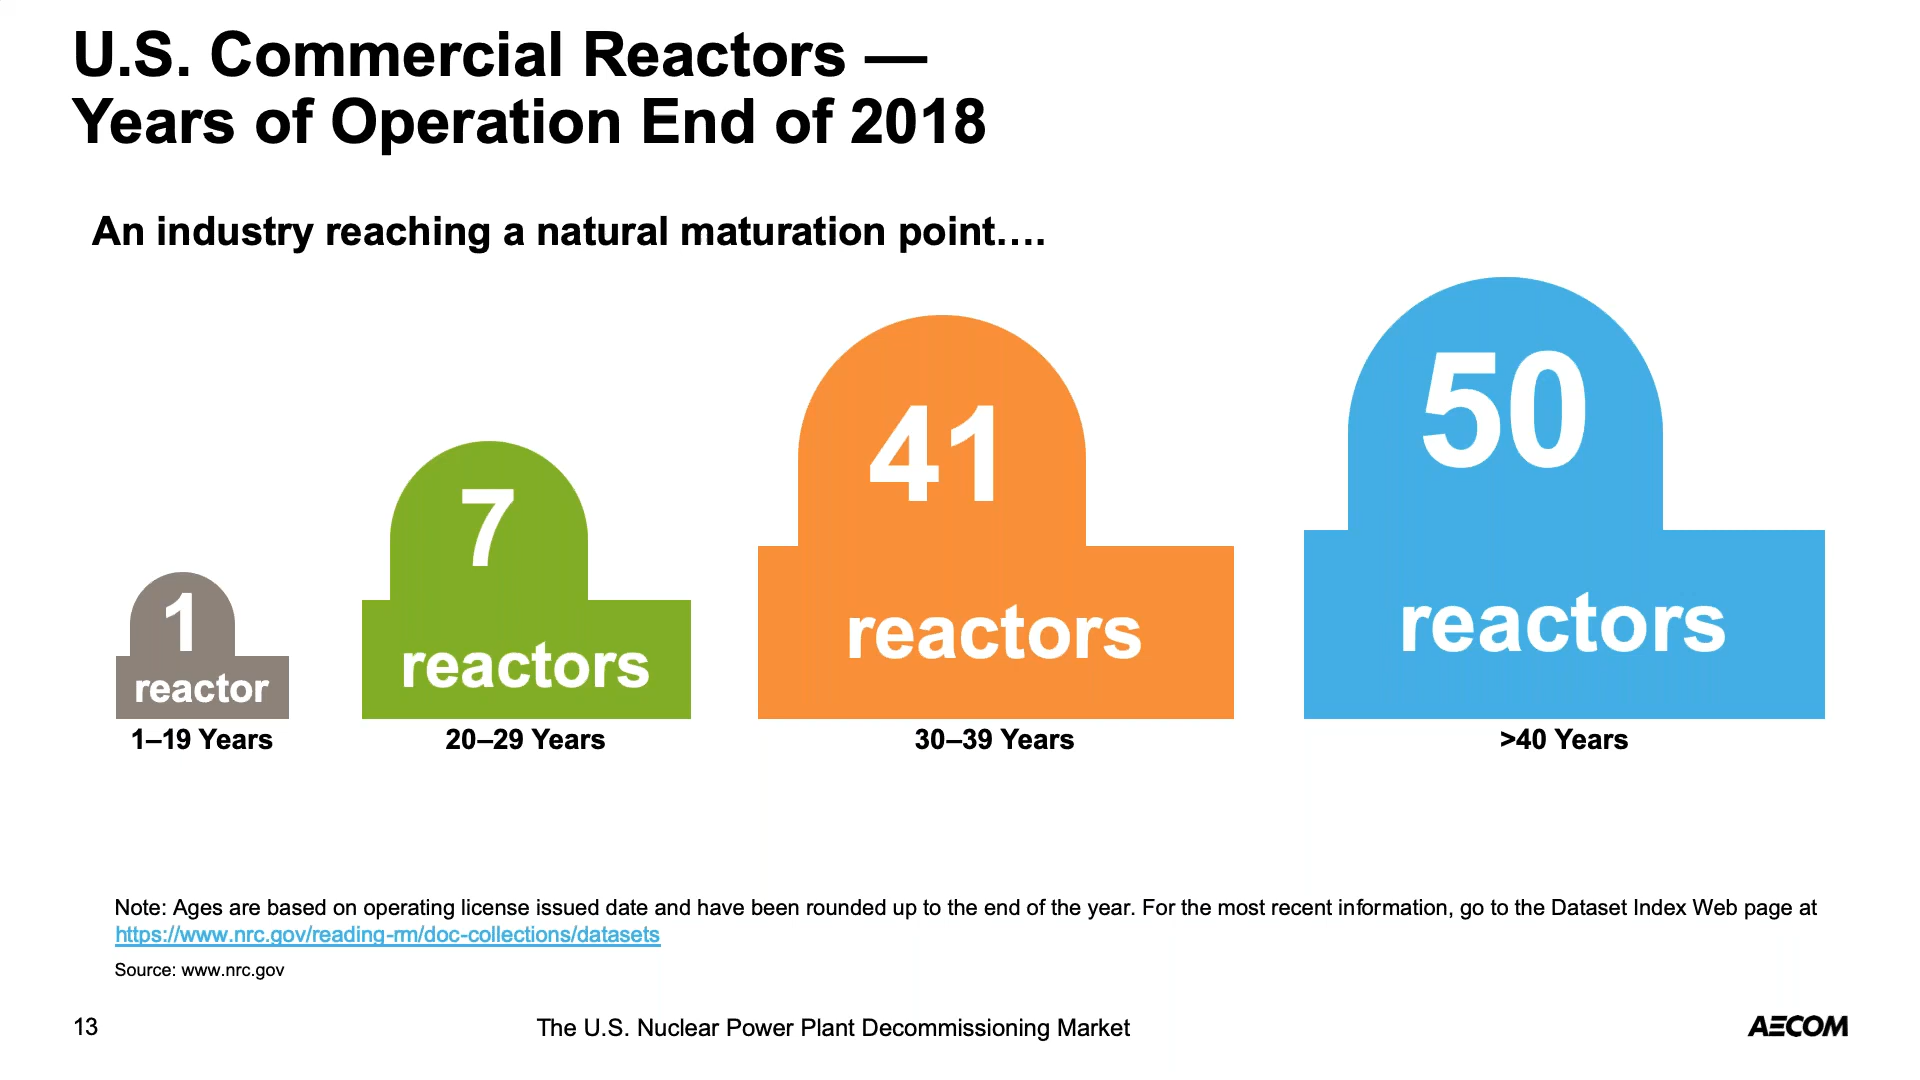 U.S. Commercial Reactors —
Years of Operation End of 2018
An industry reaching a natural maturation point….
1
reactor
1–19 Years
7
reactors
20–29 Years
41
reactors
30–39 Years
50
reactors
>40 Years
Note: Ages are based on operating license issued date and have been rounded up to the end of the year. For the most recent information, go to the Dataset Index Web page at
https://www.nrc.gov/reading-rm/doc-collections/datasets
Source: www.nrc.gov
13
The U.S. Nuclear Power Plant Decommissioning Market
AECOM